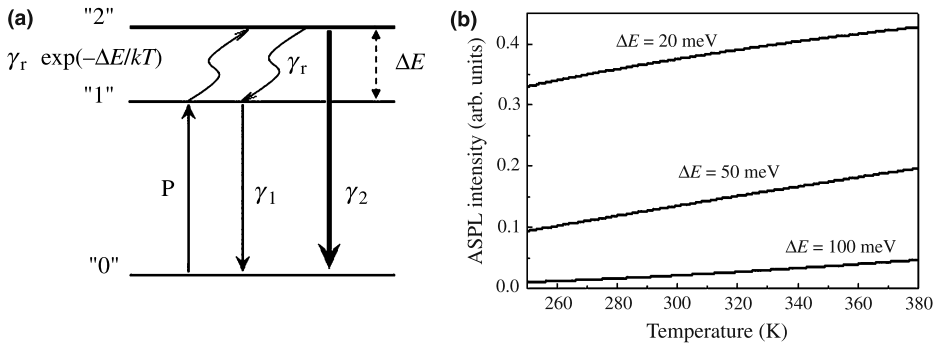 (a)
"2"
γr exp(−ΔE/kT)
γr
ΔE
"1"
P
γ1
γ2
"0"
(b)
ASPL intensity (arb. units)
0.4
0.3
0.2
0.1
0.0
ΔE = 20 meV
ΔE = 50 meV
ΔE = 100 meV
260 280 300 320 340 360 380
Temperature (K)